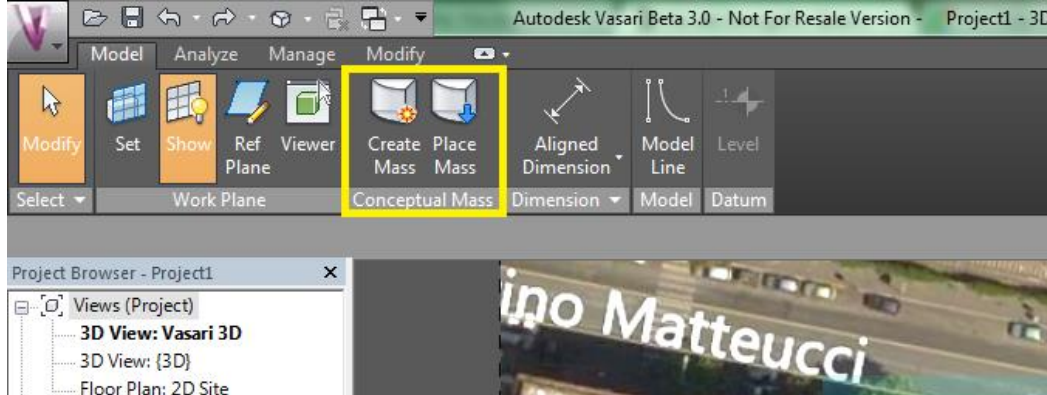 Autodesk Vasari Beta 3.0 - Not For Resale Version - Project1 - 3D
Model Analyze Manage Modify
Modify Set Show Ref Plane Viewer Create Mass Place Mass Aligned Dimension Model Line Level
Select Work Plane Conceptual Mass Dimension Model Datum
Project Browser - Project1
Views (Project)
3D View: Vasari 3D
3D View: {3D}
Floor Plan: 2D Site
ino Matteucci